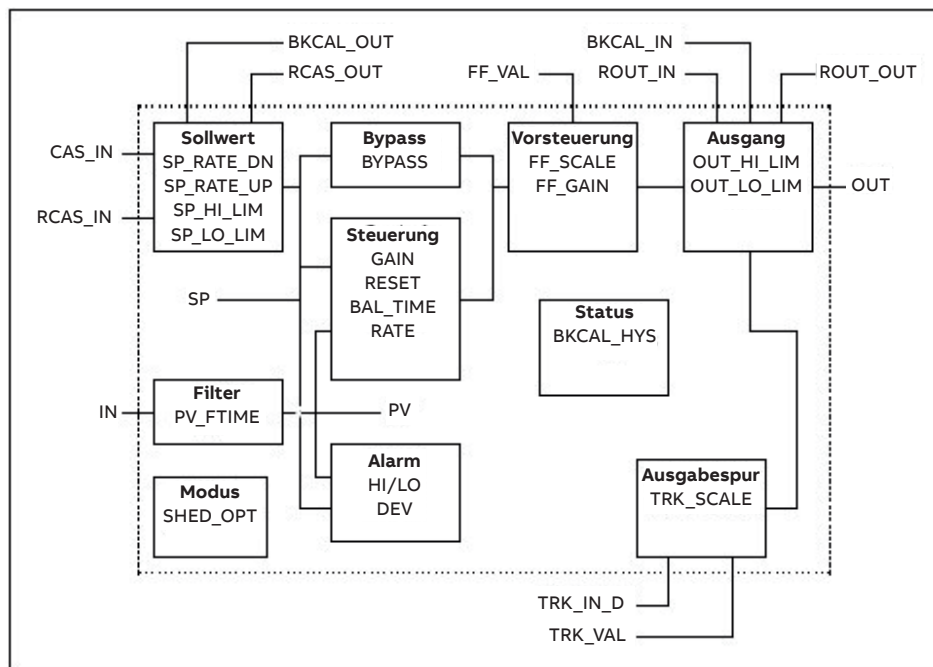 BKCAL_OUT
BKCAL_IN
RCAS_OUT
FF_VAL
ROUT_IN
ROUT_OUT
CAS_IN
RCAS_IN
Sollwert
SP_RATE_DN
SP_RATE_UP
SP_HI_LIM
SP_LO_LIM
Bypass
BYPASS
Vorsteuerung
FF_SCALE
FF_GAIN
Ausgang
OUT_HI_LIM
OUT_LO_LIM
OUT
Steuerung
GAIN
RESET
BAL_TIME
RATE
SP
Status
BKCAL_HYS
IN
Filter
PV_FTIME
PV
Alarm
HI/LO
DEV
Modus
SHED_OPT
Ausgabespur
TRK_SCALE
TRK_IN_D
TRK_VAL